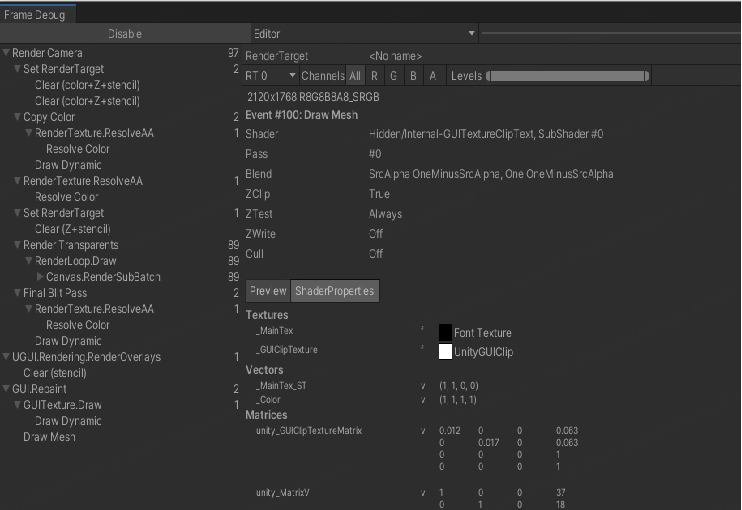 Frame Debug
Disable
Editor
Render Camera 97
Set RenderTarget 2
Clear (color+Z+stencil)
Clear (color+Z+stencil)
Copy Color 2
RenderTexture.ResolveAA 1
Resolve Color
Draw Dynamic
RenderTexture.ResolveAA 1
Resolve Color
Set RenderTarget 1
Clear (Z+stencil)
Render Transparents 89
RenderLoop.Draw 89
Canvas.RenderSubBatch 89
Final Blit Pass 2
RenderTexture.ResolveAA 1
Resolve Color
Draw Dynamic
UGUI.Rendering.RenderOverlays 1
Clear (stencil)
GUI.Repaint 2
GUITexture.Draw 1
Draw Dynamic
Draw Mesh
RenderTarget <No name>
RT 0 Channels All R G B A Levels
2120x1768 R8G8B8A8_SRGB
Event #100: Draw Mesh
Shader Hidden/Internal-GUITextureClipText, SubShader #0
Pass #0
Blend SrcAlpha OneMinusSrcAlpha, One OneMinusSrcAlpha
ZClip True
ZTest Always
ZWrite Off
Cull Off
Preview ShaderProperties
Textures
_MainTex f Font Texture
_GUIClipTexture f UnityGUIClip
Vectors
_MainTex_ST v (1, 1, 0, 0)
_Color v (1, 1, 1, 1)
Matrices
unity_GUIClipTextureMatrix v 0.012 0 0 0.063
0 0.017 0 0.063
0 0 0 1
0 0 0 1
unity_MatrixV v 1 0 0 37
0 1 0 18